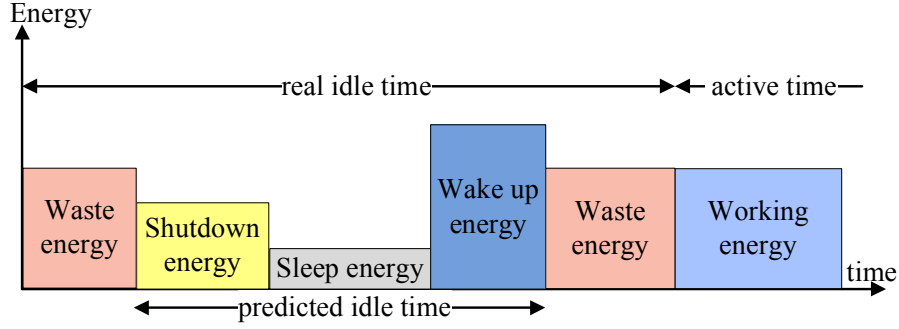 Energy
real idle time
active time
Waste
energy
Shutdown
energy
Sleep energy
Wake up
energy
Waste
energy
Working
energy
time
predicted idle time